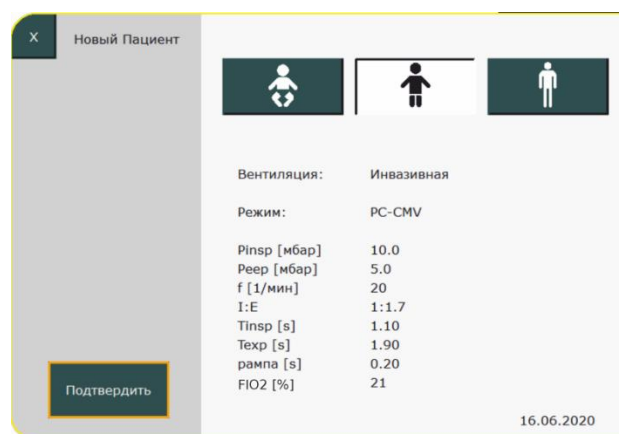 X Новый Пациент
Вентиляция: Инвазивная
Режим: PC-CMV
Pinsp [мбар] 10.0
Peep [мбар] 5.0
f [1/мин] 20
I:E 1:1.7
Tinsp [s] 1.10
Texp [s] 1.90
рампа [s] 0.20
FIO2 [%] 21
Подтвердить
16.06.2020